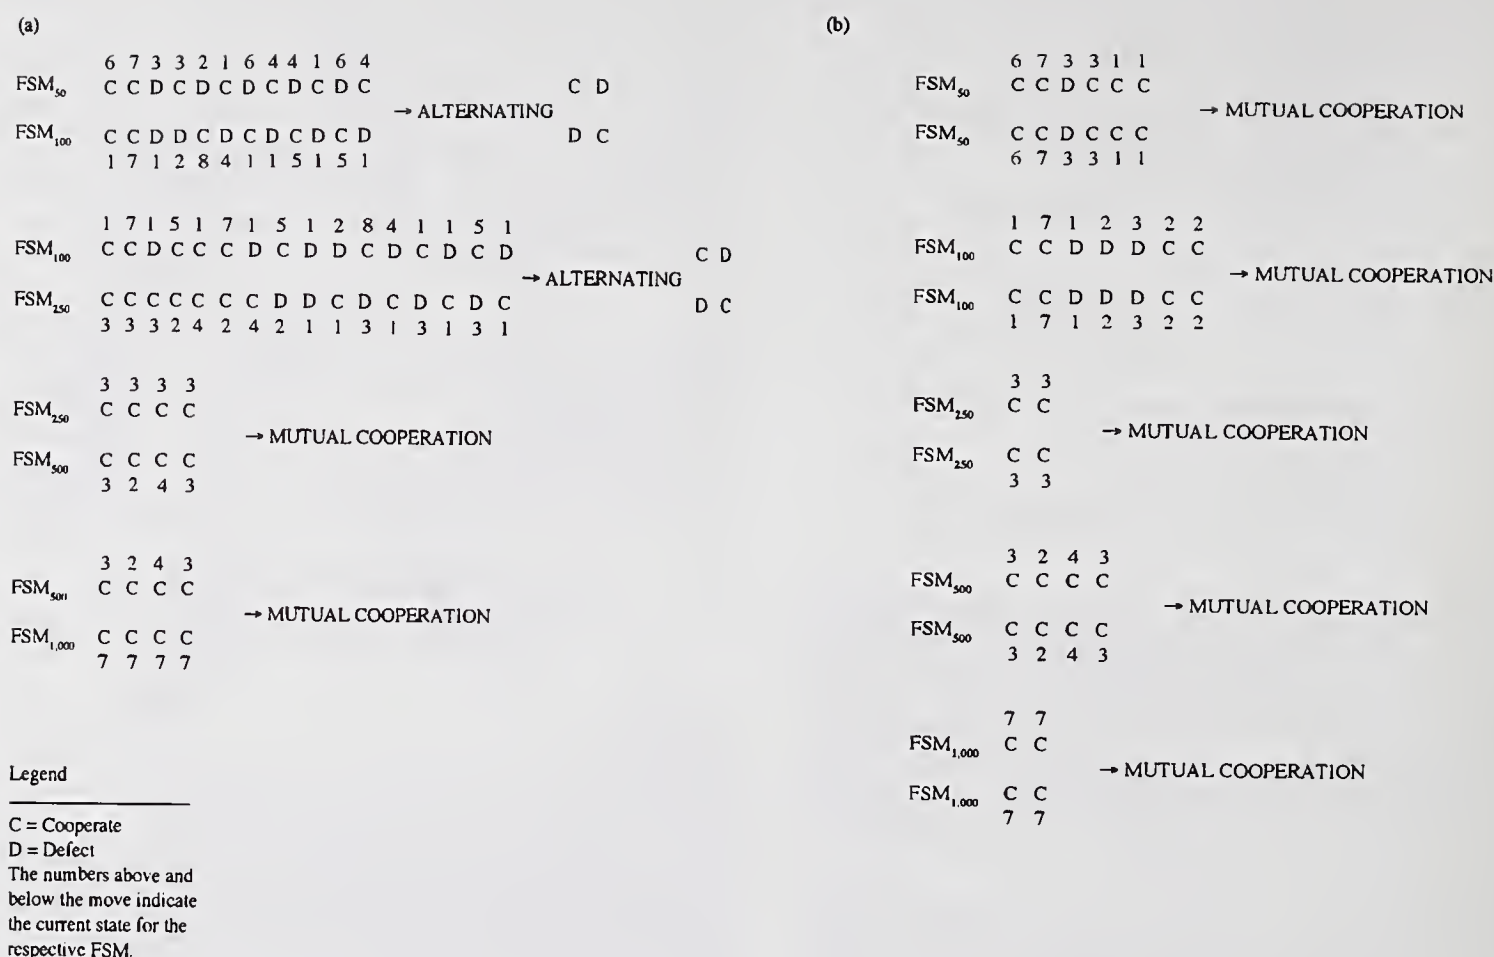 (a)
6 7 3 3 2 1 6 4 4 1 6 4
FSM50 C C D C D C D C D C D C
→ ALTERNATING C D
D C
FSM100 C C D D C D C D C D C D
1 7 1 2 8 4 1 1 5 1 5 1
1 7 1 5 1 7 1 5 1 2 8 4 1 1 5 1
FSM100 C C D C C C D C D D C D C D C D
→ ALTERNATING C D
D C
FSM250 C C C C C C C D D C D C D C D C
3 3 3 2 4 2 4 2 1 1 3 1 3 1 3 1
3 3 3 3
FSM250 C C C C
→ MUTUAL COOPERATION
FSM500 C C C C
3 2 4 3
3 2 4 3
FSM500 C C C C
→ MUTUAL COOPERATION
FSM1,000 C C C C
7 7 7 7
Legend
C = Cooperate
D = Defect
The numbers above and
below the move indicate
the current state for the
respective FSM.
(b)
6 7 3 3 1 1
FSM50 C C D C C C
→ MUTUAL COOPERATION
FSM50 C C D C C C
6 7 3 3 1 1
1 7 1 2 3 2 2
FSM100 C C D D D C C
→ MUTUAL COOPERATION
FSM100 C C D D D C C
1 7 1 2 3 2 2
3 3
FSM250 C C
→ MUTUAL COOPERATION
FSM250 C C
3 3
3 2 4 3
FSM500 C C C C
→ MUTUAL COOPERATION
FSM500 C C C C
3 2 4 3
7 7
FSM1,000 C C
→ MUTUAL COOPERATION
FSM1,000 C C
7 7